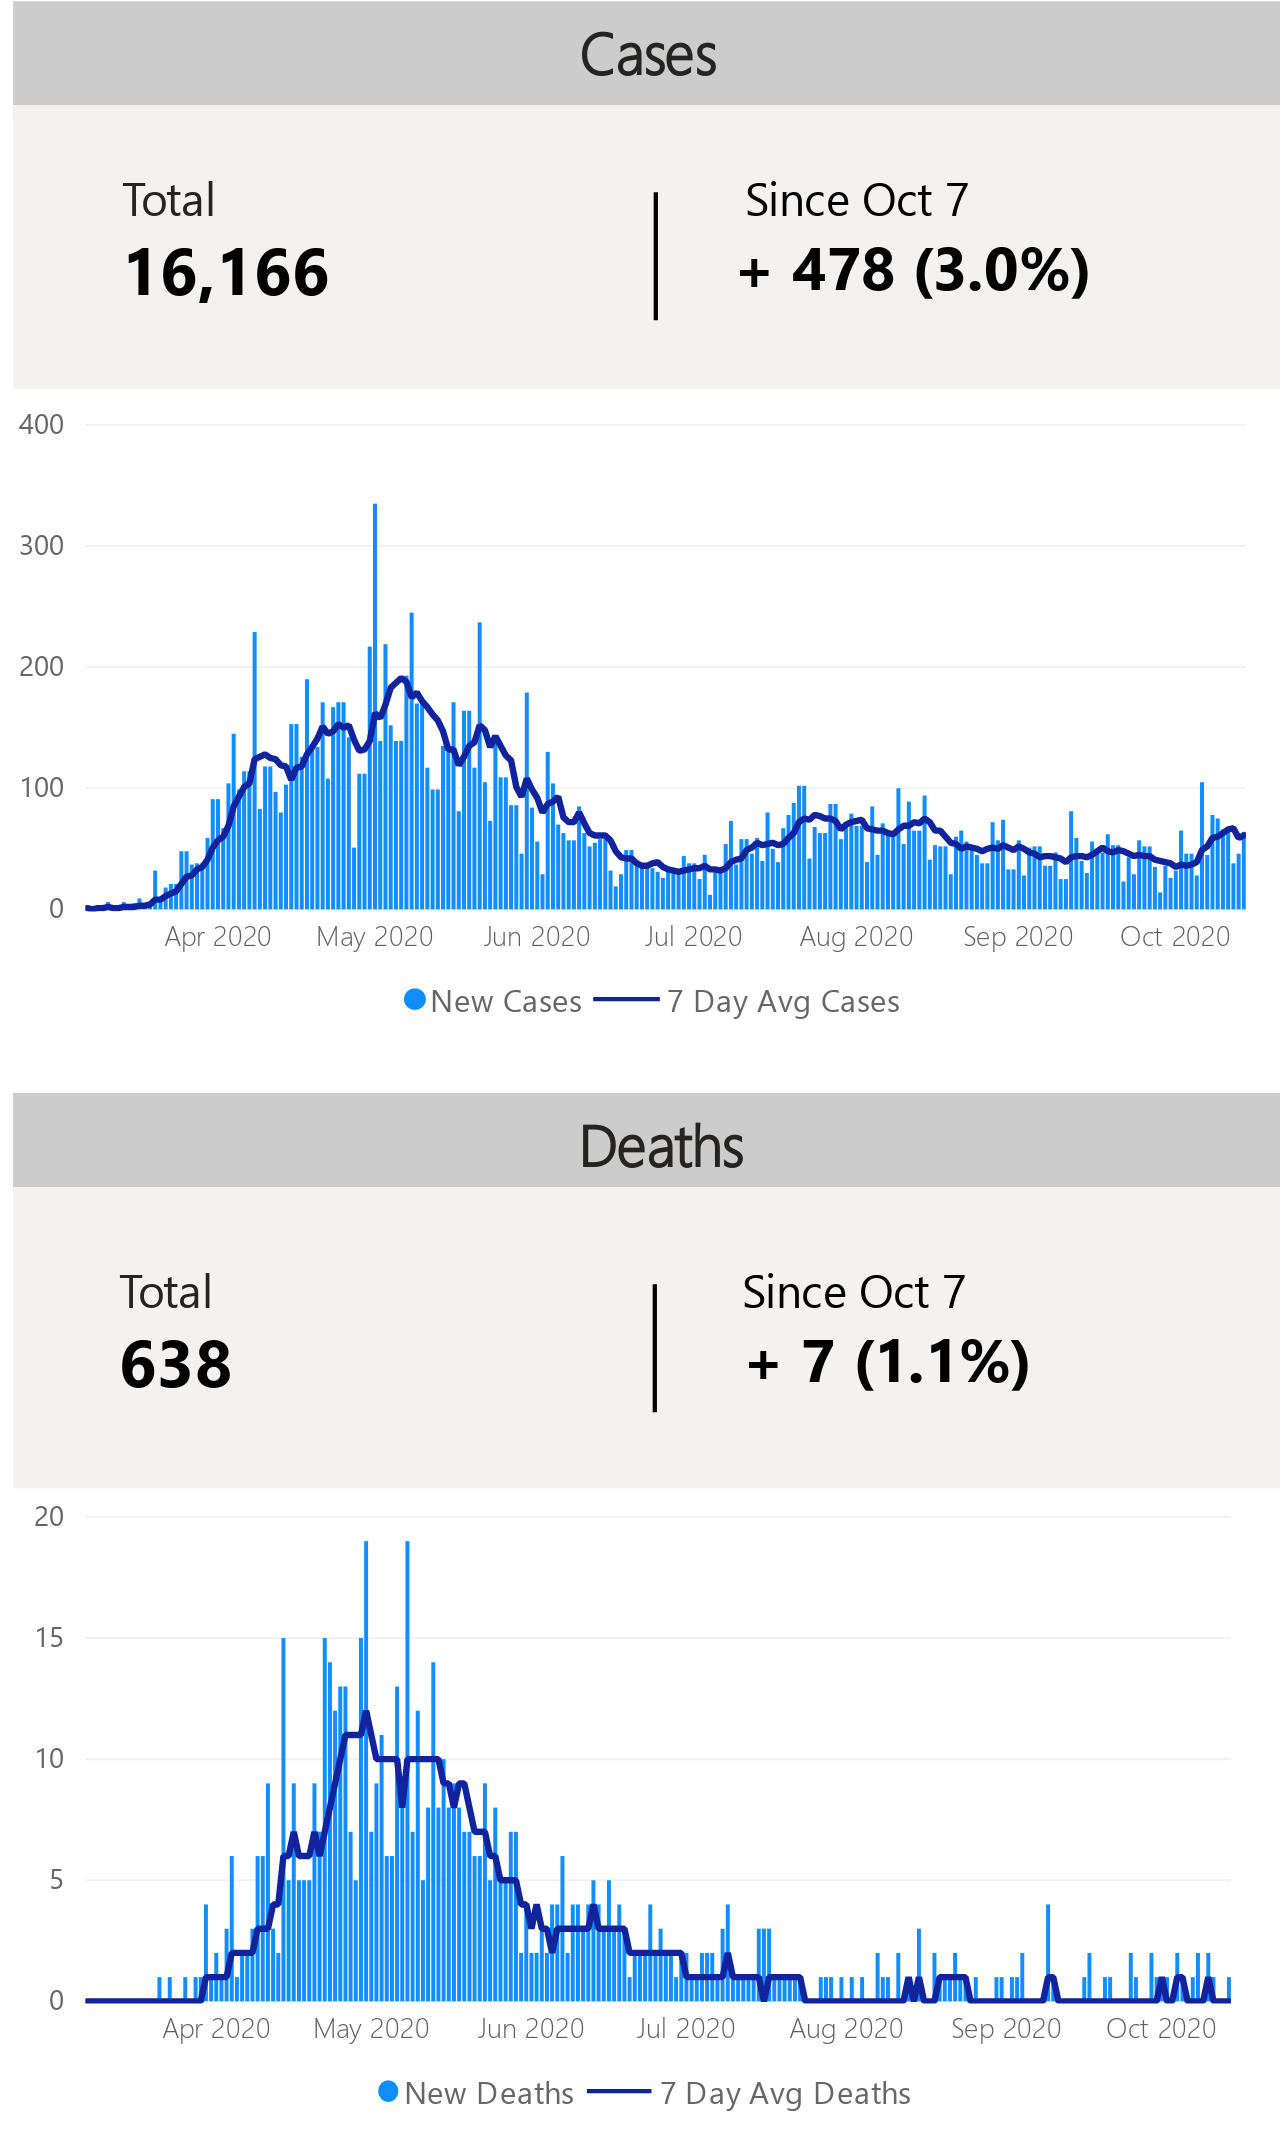 Cases
Total
Since Oct 7
16,166
+ 478 (3.0%)
400
300
200
100
0
Apr 2020
May 2020
Jun 2020
Jul 2020
Aug 2020
Sep 2020
Oct 2020
New Cases
7 Day Avg Cases
Deaths
Total
Since Oct 7
638
+ 7 (1.1%)
20
15
10
5
0
Apr 2020
May 2020
Jun 2020
Jul 2020
Aug 2020
Sep 2020
Oct 2020
New Deaths
7 Day Avg Deaths